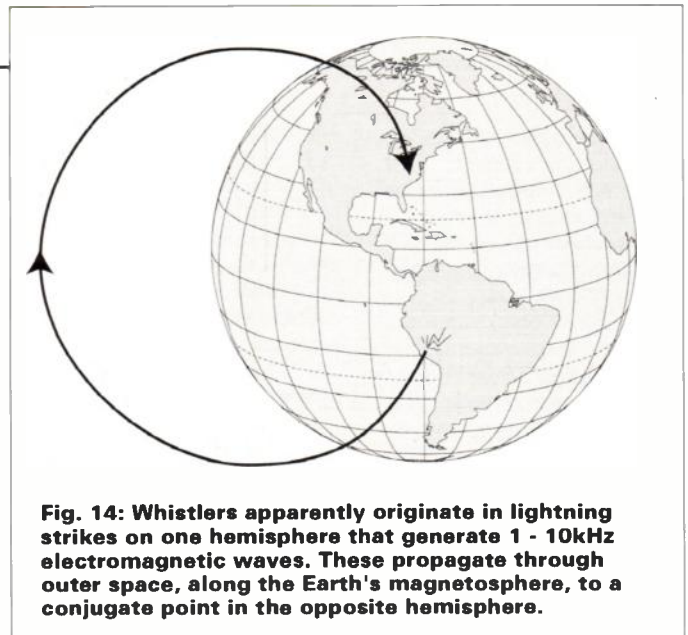 Fig. 14: Whistlers apparently originate in lightning
strikes on one hemisphere that generate 1 - 10kHz
electromagnetic waves. These propagate through
outer space, along the Earth's magnetosphere, to a
conjugate point in the opposite hemisphere.